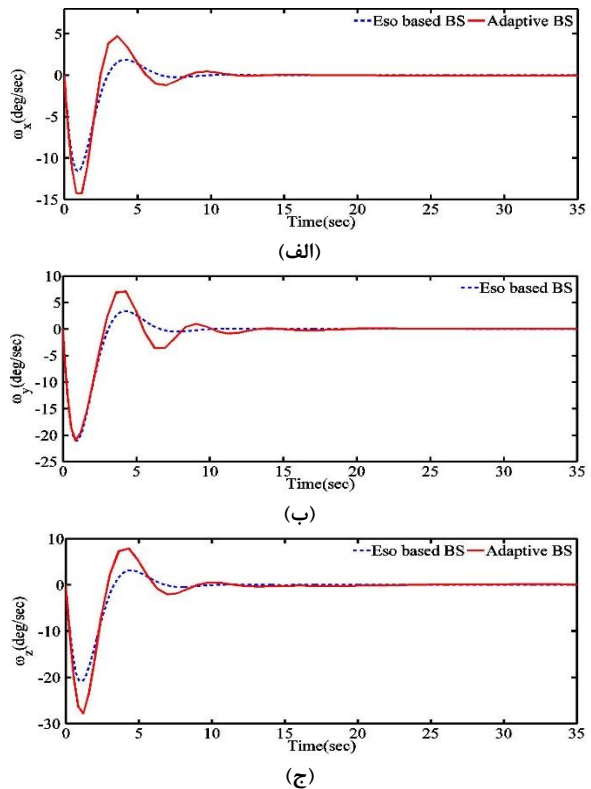 Eso based BS Adaptive BS
5
0
-5
-10
-15
ω_x(deg/sec)
0 5 10 15 20 25 30 35
Time(sec)
(الف)
Eso based BS
10
5
0
-5
-10
-15
-20
-25
ω_y(deg/sec)
0 5 10 15 20 25 30 35
Time(sec)
(ب)
Eso based BS Adaptive BS
10
0
-10
-20
-30
ω_z(deg/sec)
0 5 10 15 20 25 30 35
Time(sec)
(ج)